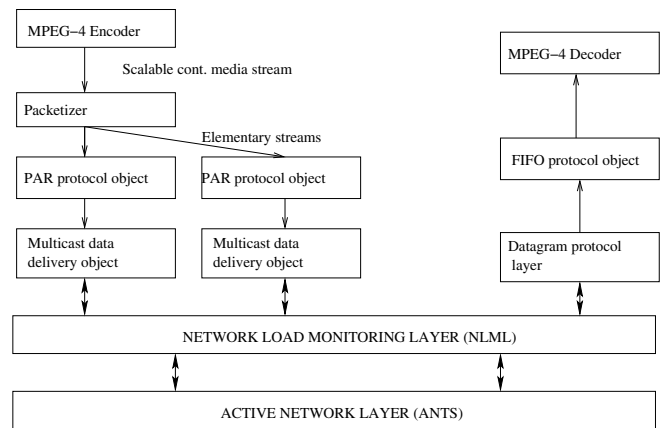 MPEG-4 Encoder
Scalable cont. media stream
Packetizer
Elementary streams
PAR protocol object
PAR protocol object
Multicast data
delivery object
Multicast data
delivery object
MPEG-4 Decoder
FIFO protocol object
Datagram protocol
layer
NETWORK LOAD MONITORING LAYER (NLML)
ACTIVE NETWORK LAYER (ANTS)